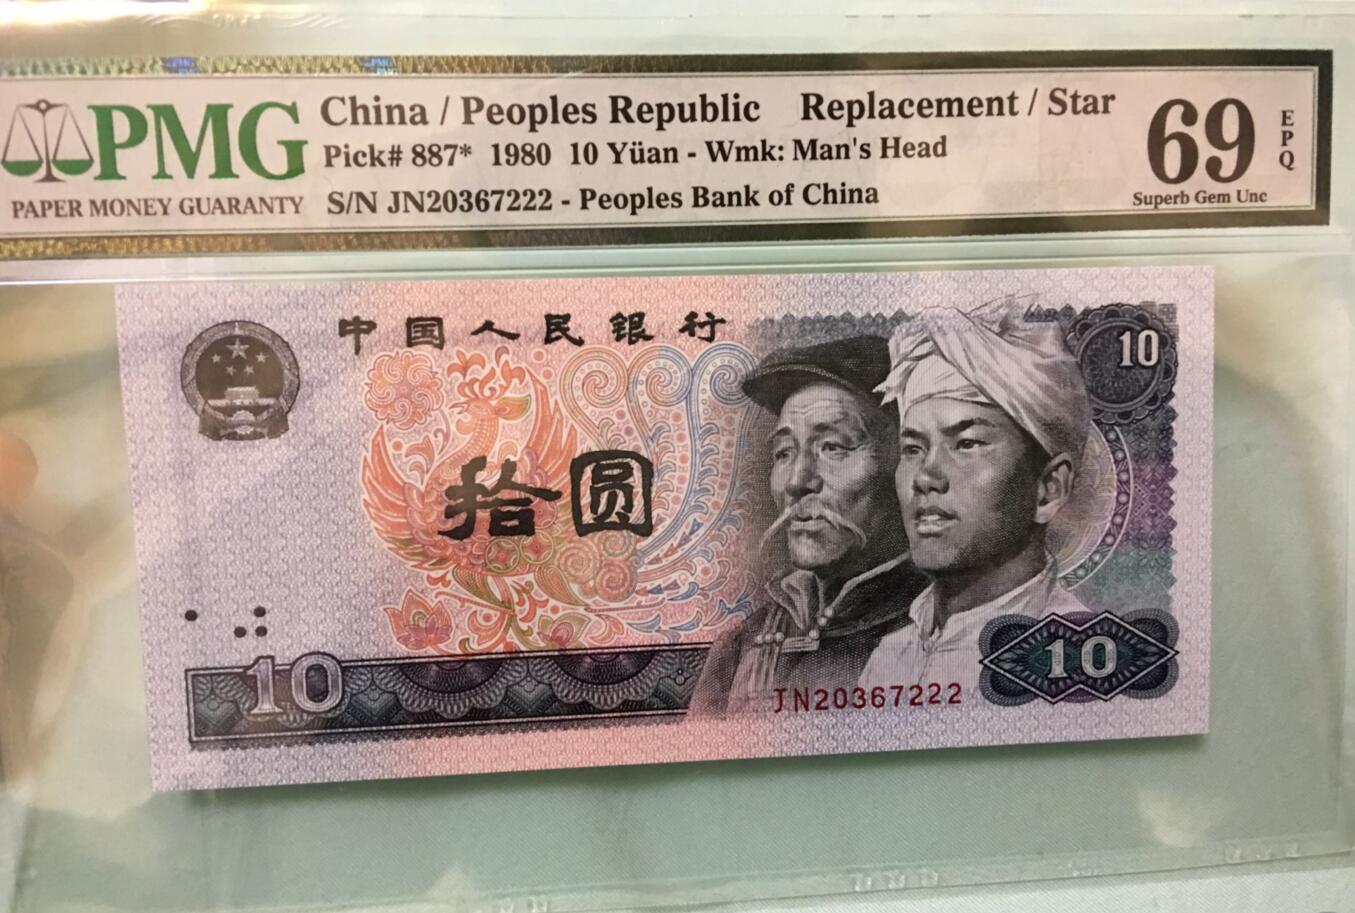 PMG
PAPER MONEY GUARANTY
China / Peoples Republic Replacement / Star
Pick# 887* 1980 10 Yüan - Wmk: Man's Head
S/N JN20367222 - Peoples Bank of China
69
EPQ
Superb Gem Unc
中国人民银行
10
拾圆
10
JN20367222
10